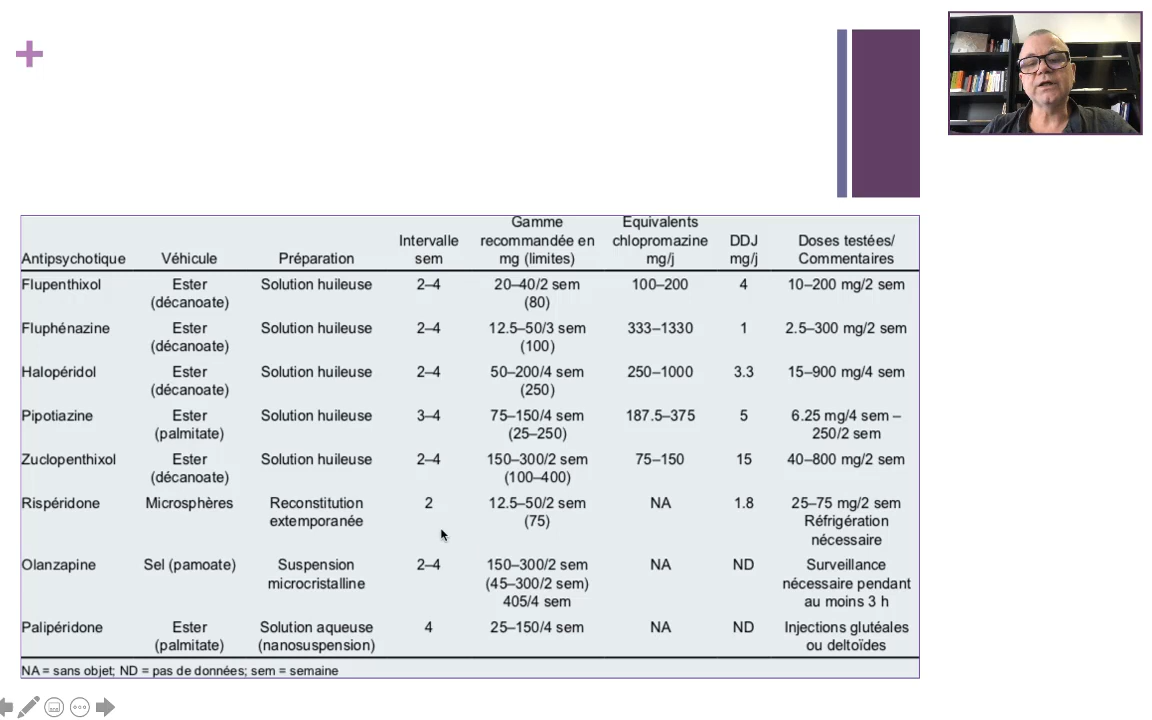 Antipsychotique Véhicule Préparation Intervalle sem Gamme recommandée en mg (limites) Equivalents chlopromazine mg/j DDJ mg/j Doses testées/ Commentaires
Flupenthixol Ester (décanoate) Solution huileuse 2–4 20–40/2 sem (80) 100–200 4 10–200 mg/2 sem
Fluphénazine Ester (décanoate) Solution huileuse 2–4 12.5–50/3 sem (100) 333–1330 1 2.5–300 mg/2 sem
Halopéridol Ester (décanoate) Solution huileuse 2–4 50–200/4 sem (250) 250–1000 3.3 15–900 mg/4 sem
Pipotiazine Ester (palmitate) Solution huileuse 3–4 75–150/4 sem (25–250) 187.5–375 5 6.25 mg/4 sem – 250/2 sem
Zuclopenthixol Ester (décanoate) Solution huileuse 2–4 150–300/2 sem (100–400) 75–150 15 40–800 mg/2 sem
Rispéridone Microsphères Reconstitution extemporanée 2 12.5–50/2 sem (75) NA 1.8 25–75 mg/2 sem Réfrigération nécessaire
Olanzapine Sel (pamoate) Suspension microcristalline 2–4 150–300/2 sem (45–300/2 sem) 405/4 sem NA ND Surveillance nécessaire pendant au moins 3 h
Palipéridone Ester (palmitate) Solution aqueuse (nanosuspension) 4 25–150/4 sem NA ND Injections glutéales ou deltoïdes
NA = sans objet; ND = pas de données; sem = semaine